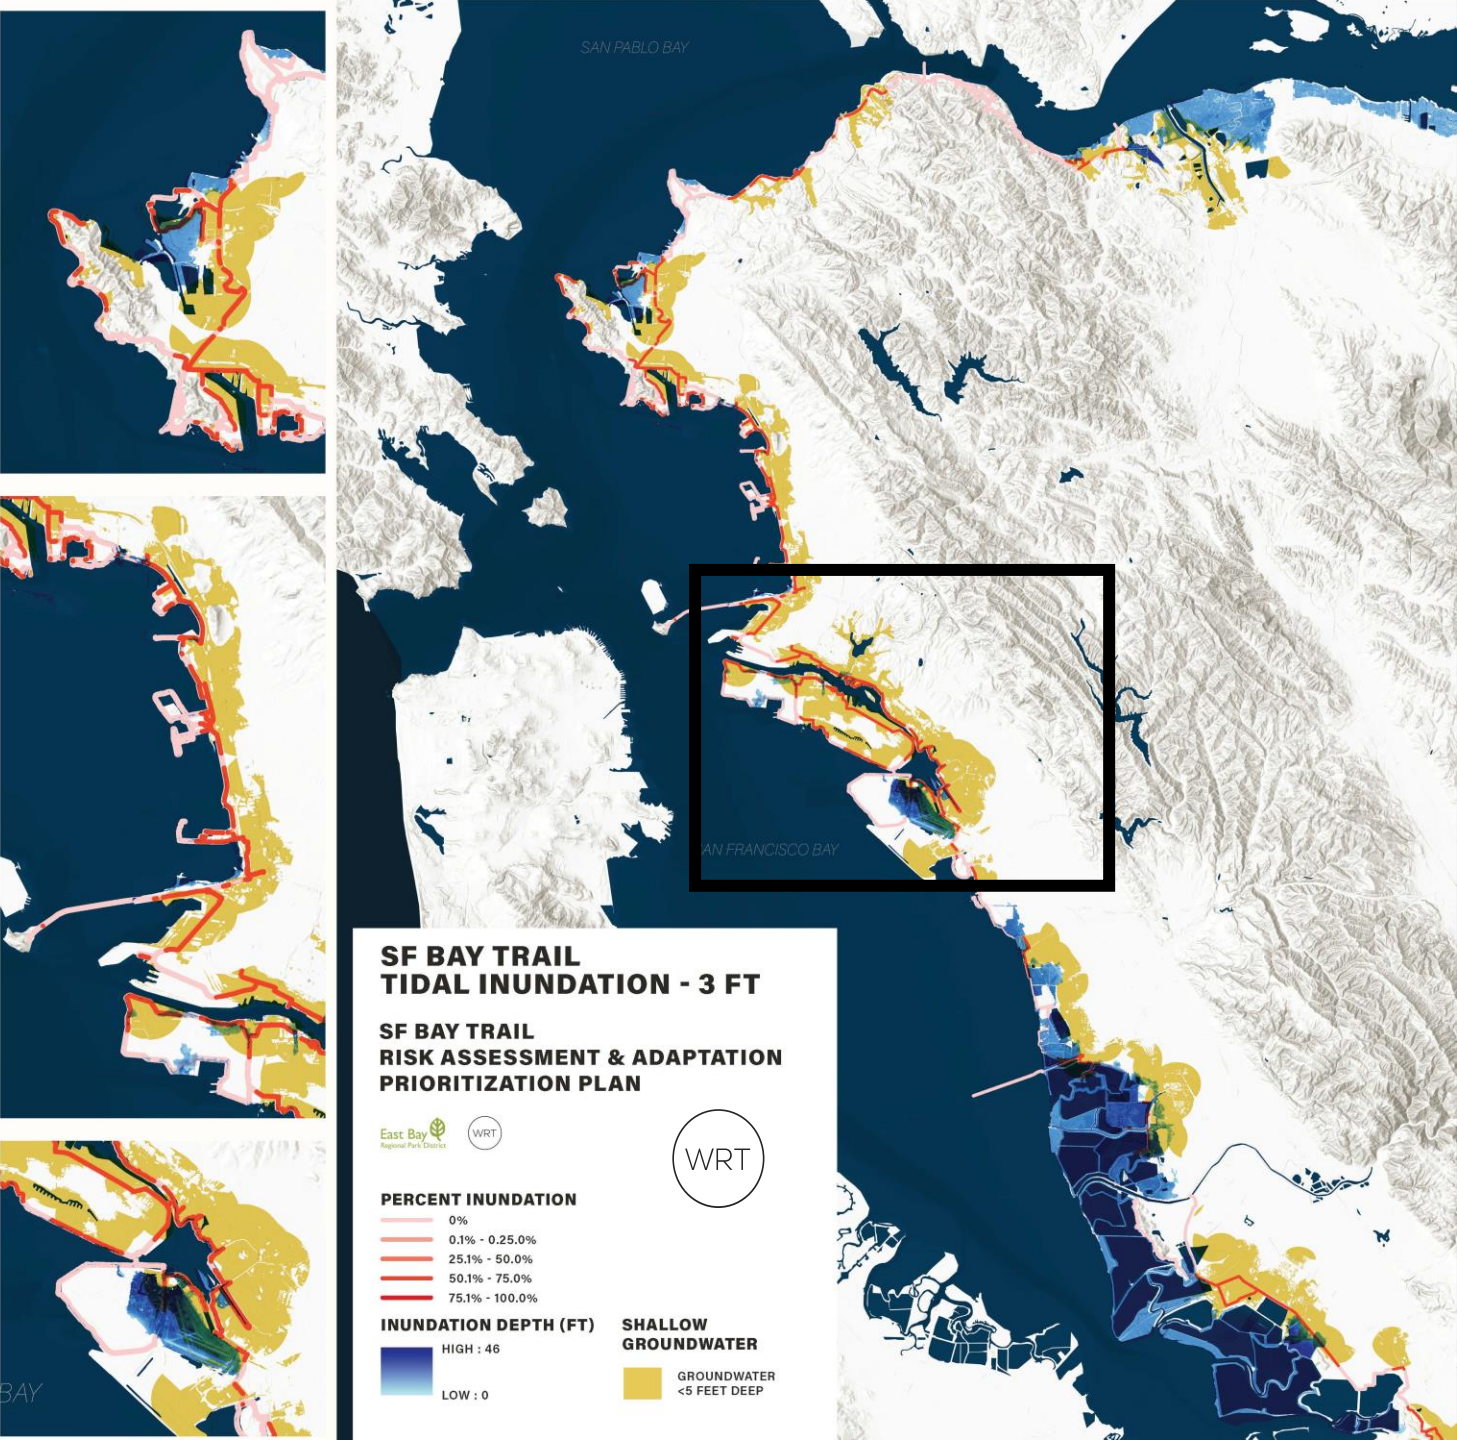 SAN PABLO BAY
AN FRANCISCO BAY
BAY
SF BAY TRAIL
TIDAL INUNDATION - 3 FT
SF BAY TRAIL
RISK ASSESSMENT & ADAPTATION
PRIORITIZATION PLAN
East Bay
Regional Park District
WRT
WRT
PERCENT INUNDATION
0%
0.1% - 0.25.0%
25.1% - 50.0%
50.1% - 75.0%
75.1% - 100.0%
INUNDATION DEPTH (FT)
HIGH : 46
LOW : 0
SHALLOW
GROUNDWATER
GROUNDWATER
<5 FEET DEEP